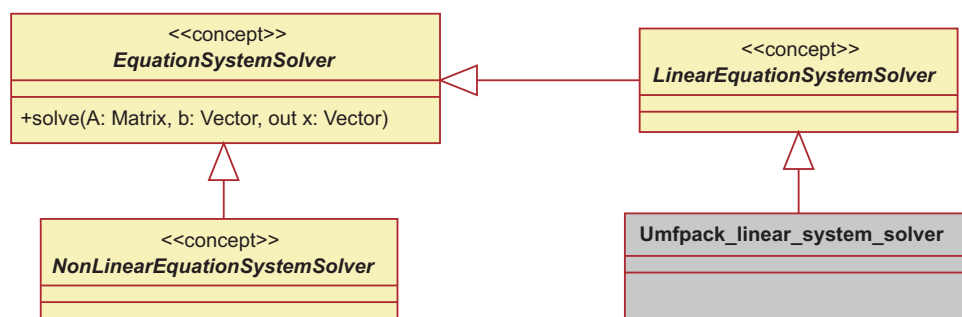 <<concept>>
EquationSystemSolver
+solve(A: Matrix, b: Vector, out x: Vector)
<<concept>>
LinearEquationSystemSolver
<<concept>>
NonLinearEquationSystemSolver
Umfpack_linear_system_solver